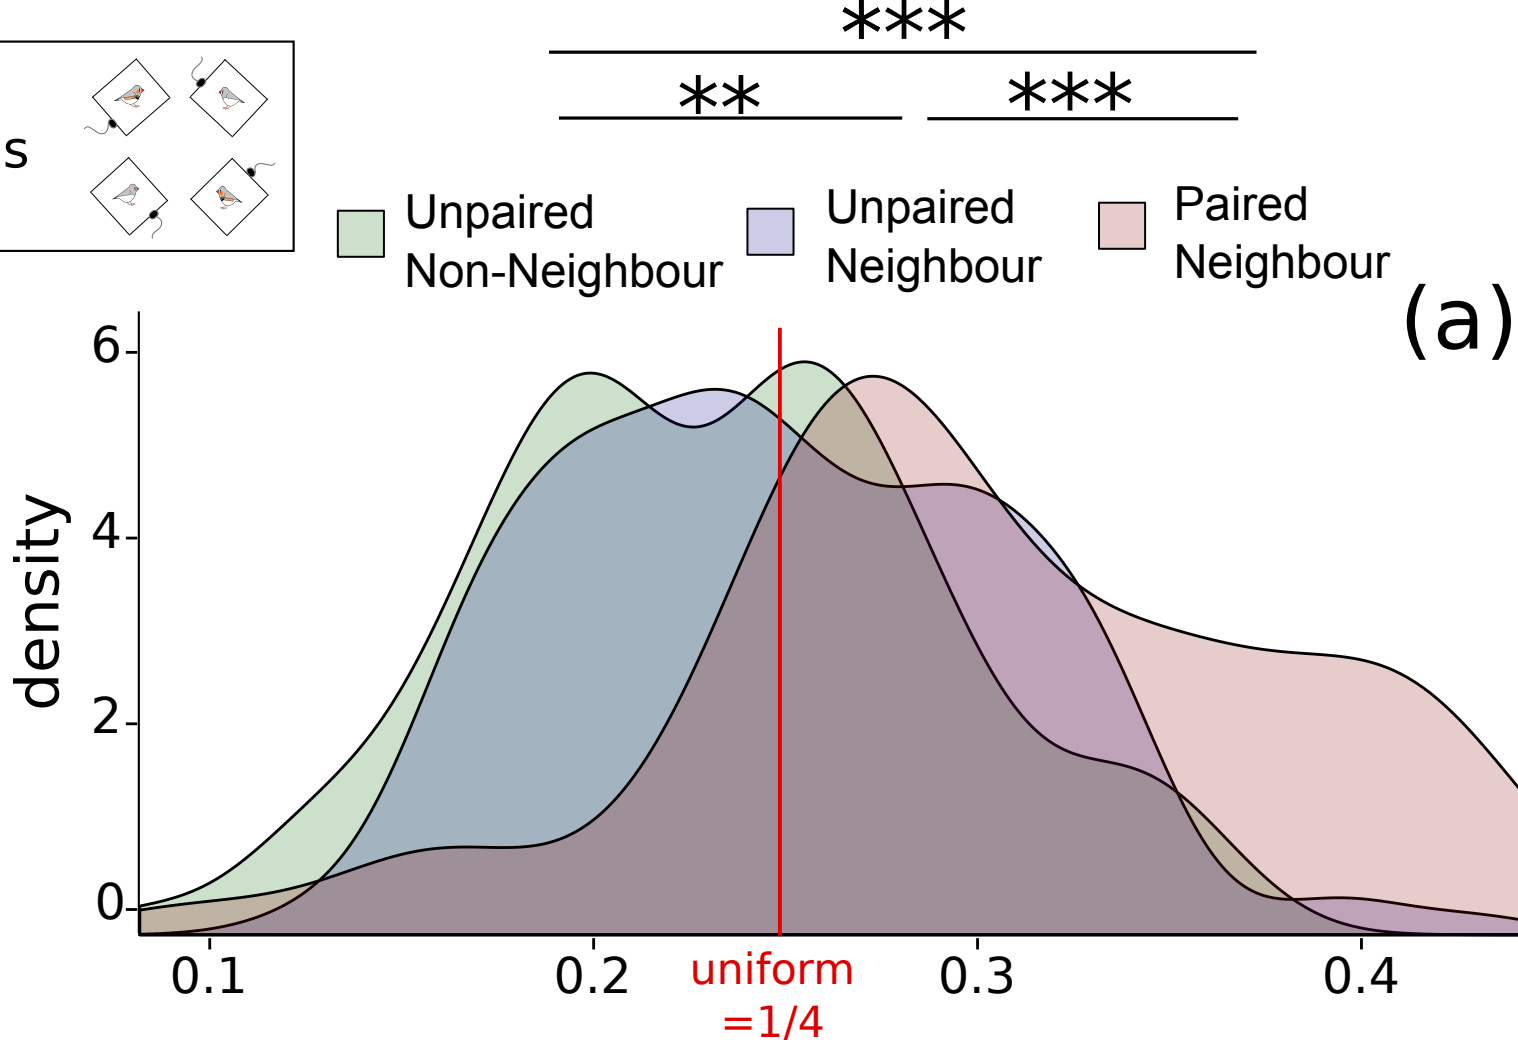 ***
** ***
s
Unpaired Non-Neighbour
Unpaired Neighbour
Paired Neighbour
(a)
6
4
2
0
density
0.1 0.2 0.3 0.4
uniform
=1/4